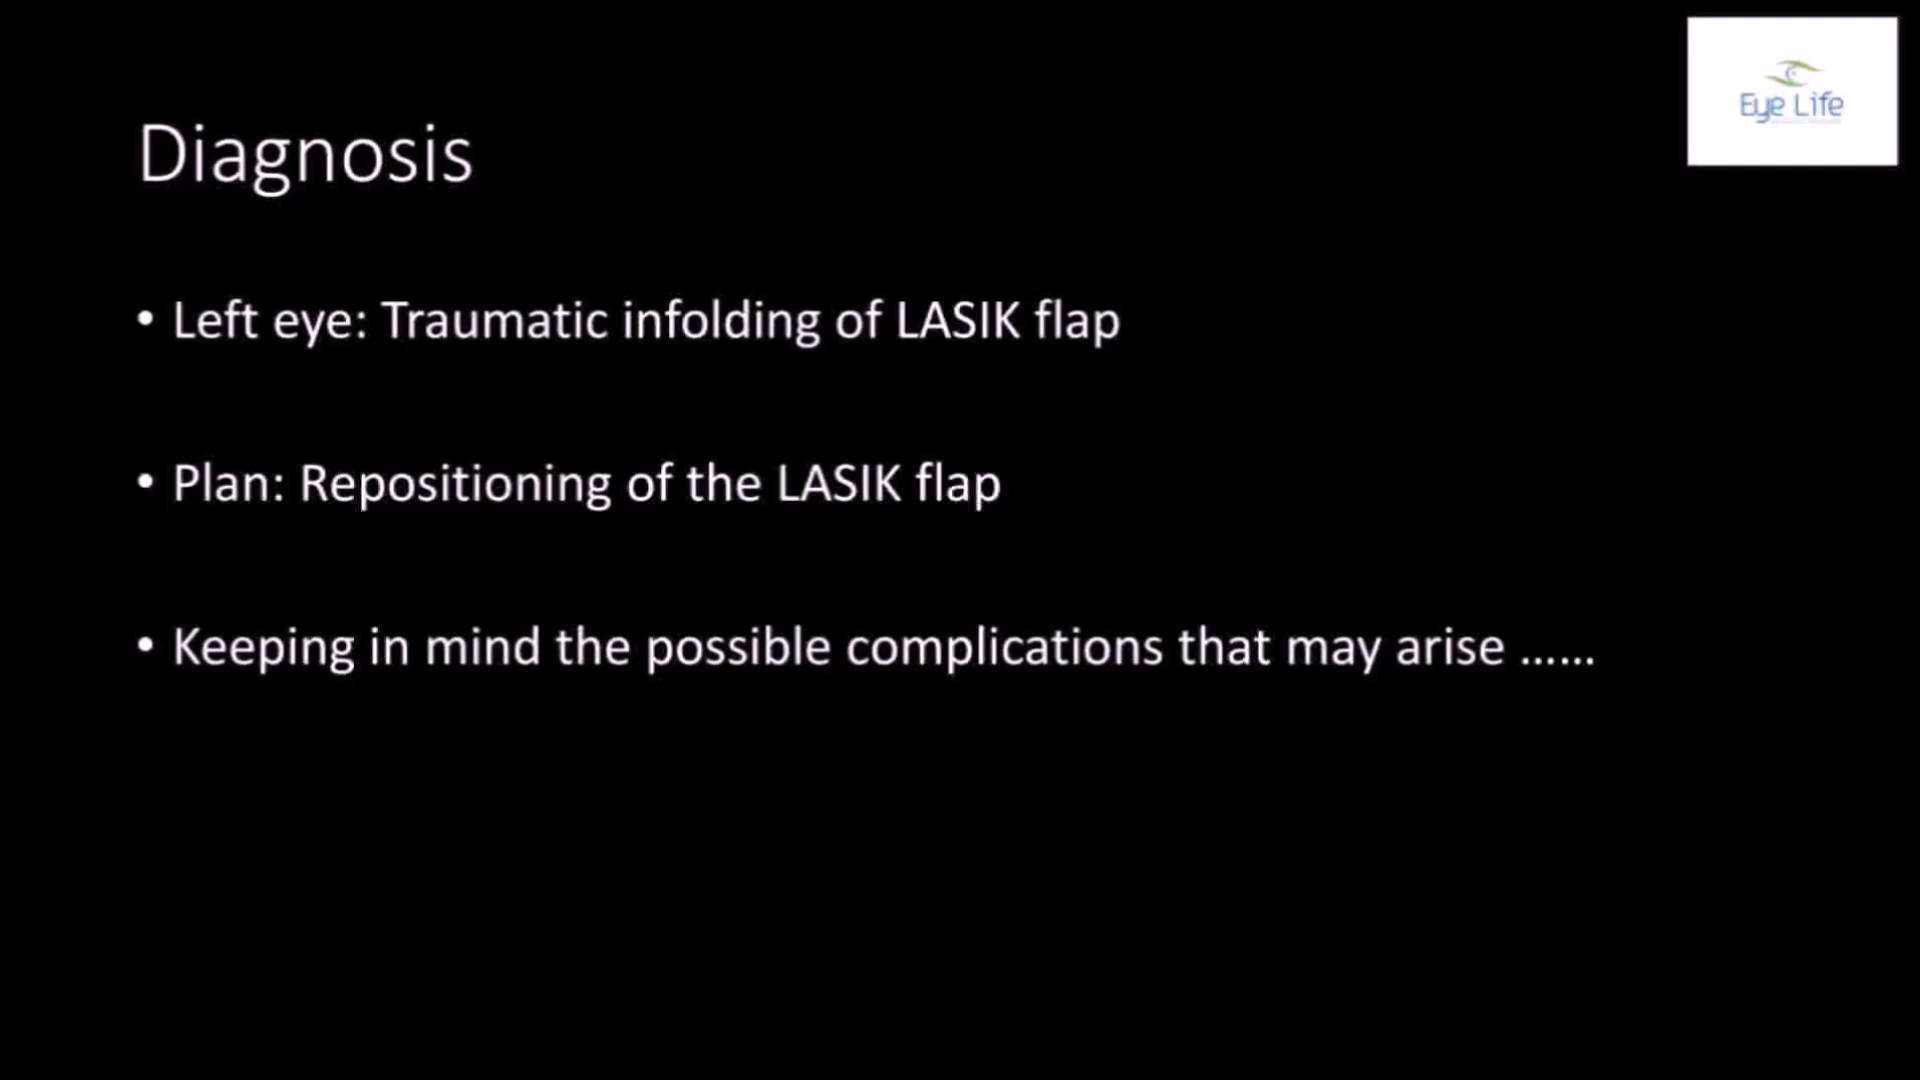 Eye Life
Diagnosis
• Left eye: Traumatic infolding of LASIK flap
• Plan: Repositioning of the LASIK flap
• Keeping in mind the possible complications that may arise ......